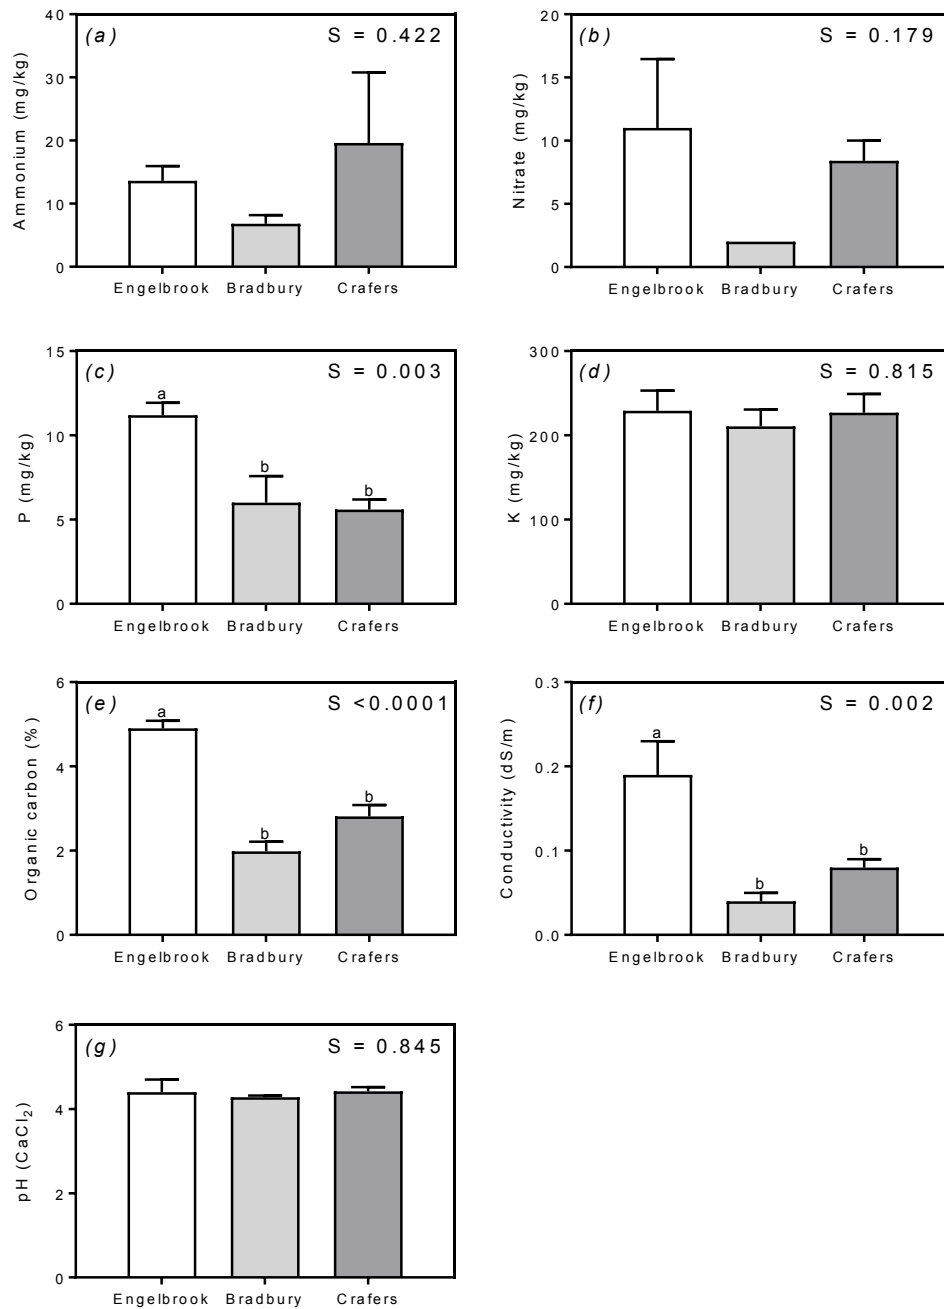 (a) S = 0.422
Ammonium (mg/kg)
40
30
20
10
0
Engelbrook Bradbury Crafers
(b) S = 0.179
Nitrate (mg/kg)
20
15
10
5
0
Engelbrook Bradbury Crafers
(c) S = 0.003
P (mg/kg)
15
10
5
0
a
b
b
Engelbrook Bradbury Crafers
(d) S = 0.815
K (mg/kg)
300
200
100
0
Engelbrook Bradbury Crafers
(e) S <0.0001
Organic carbon (%)
6
4
2
0
a
b
b
Engelbrook Bradbury Crafers
(f) S = 0.002
Conductivity (dS/m)
0.3
0.2
0.1
0.0
a
b
b
Engelbrook Bradbury Crafers
(g) S = 0.845
pH (CaCl₂)
6
4
2
0
Engelbrook Bradbury Crafers